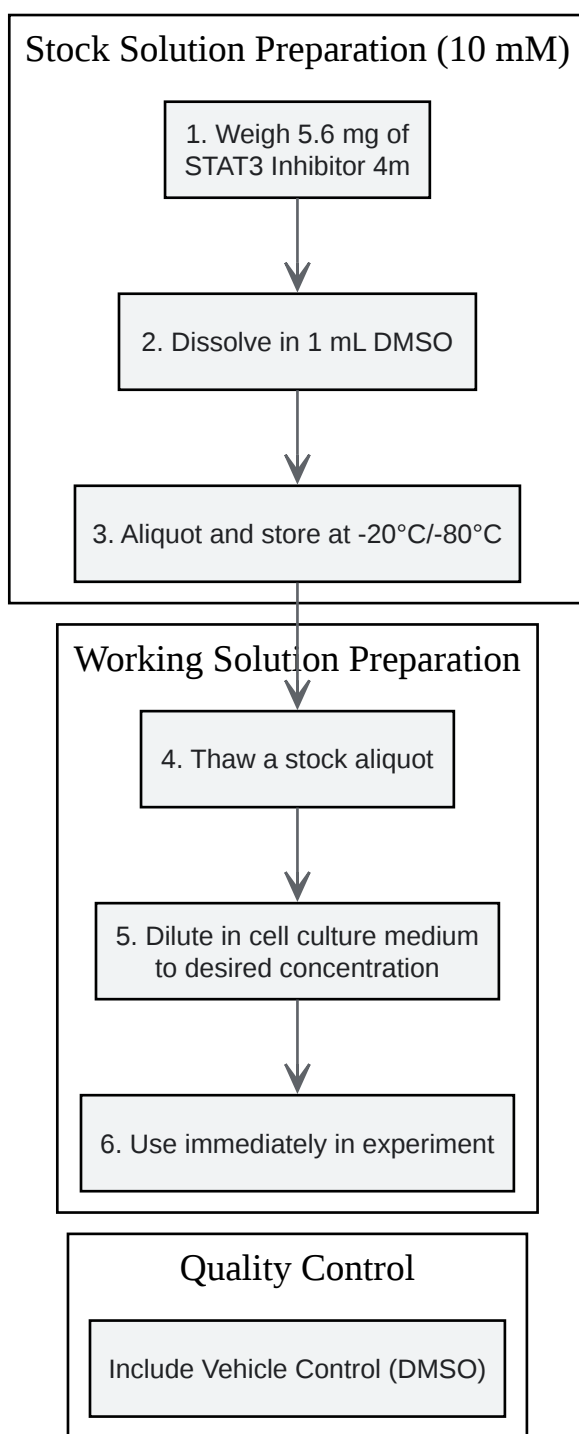 Stock Solution Preparation (10 mM)
1. Weigh 5.6 mg of
STAT3 Inhibitor 4m
2. Dissolve in 1 mL DMSO
3. Aliquot and store at -20°C/-80°C
Working Solution Preparation
4. Thaw a stock aliquot
5. Dilute in cell culture medium
to desired concentration
6. Use immediately in experiment
Quality Control
Include Vehicle Control (DMSO)